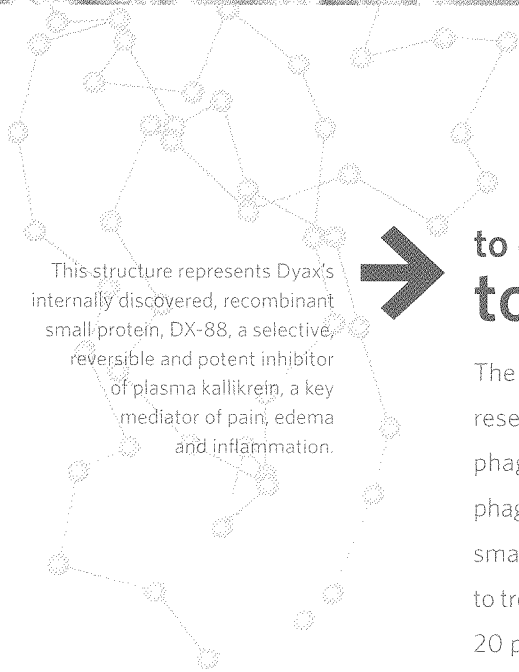 This structure represents Dyax's
internally discovered, recombinant
small protein, DX-88, a selective,
reversible and potent inhibitor
of plasma kallikrein, a key
mediator of pain, edema
and inflammation.
to
to
The
rese
phag
phag
sma
to tre
20 p